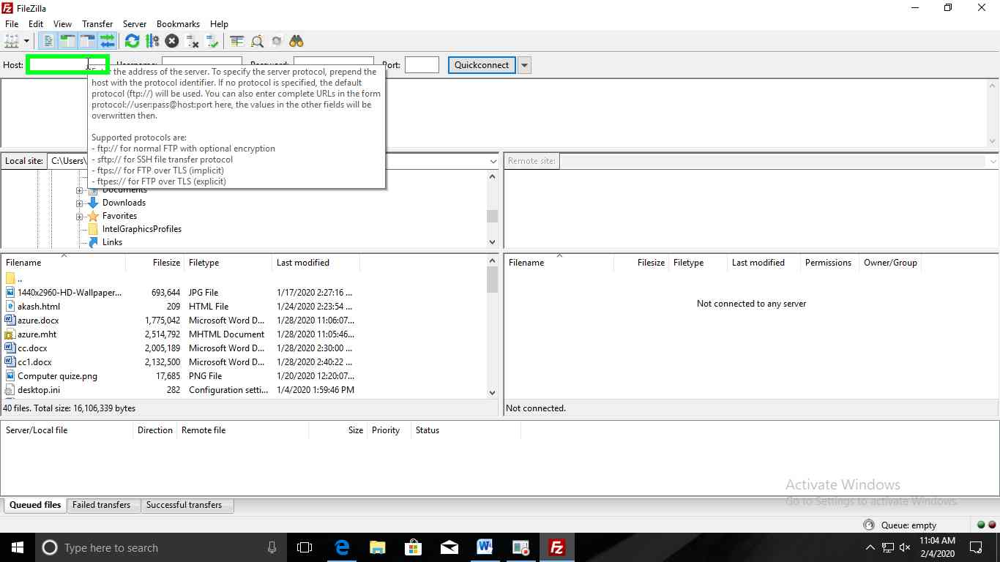 FileZilla
File Edit View Transfer Server Bookmarks Help
Host: Port: Quickconnect
the address of the server. To specify the server protocol, prepend the
host with the protocol identifier. If no protocol is specified, the default
protocol (ftp://) will be used. You can also enter complete URLs in the form
protocol://user:pass@host:port here, the values in the other fields will be
overwritten then.
Supported protocols are:
- ftp:// for normal FTP with optional encryption
- sftp:// for SSH file transfer protocol
- ftps:// for FTP over TLS (implicit)
- ftpes:// for FTP over TLS (explicit)
Local site: C:\Users\
Remote site:
Documents
Downloads
Favorites
IntelGraphicsProfiles
Links
Filename Filesize Filetype Last modified
..
1440x2960-HD-Wallpaper... 693,644 JPG File 1/17/2020 2:27:16 ...
akash.html 209 HTML File 1/24/2020 2:23:54 ...
azure.docx 1,775,042 Microsoft Word D... 1/28/2020 11:06:07...
azure.mht 2,514,792 MHTML Document 1/28/2020 11:05:46...
cc.docx 2,005,189 Microsoft Word D... 1/28/2020 2:30:00 ...
cc1.docx 2,132,500 Microsoft Word D... 1/28/2020 2:40:22 ...
Computer quize.png 17,685 PNG File 1/20/2020 12:20:07...
desktop.ini 282 Configuration setti... 1/4/2020 1:59:46 PM
40 files. Total size: 16,106,339 bytes
Filename Filesize Filetype Last modified Permissions Owner/Group
Not connected to any server
Not connected.
Server/Local file Direction Remote file Size Priority Status
Activate Windows
Go to Settings to activate Windows.
Queued files Failed transfers Successful transfers
Queue: empty
Type here to search
11:04 AM
2/4/2020